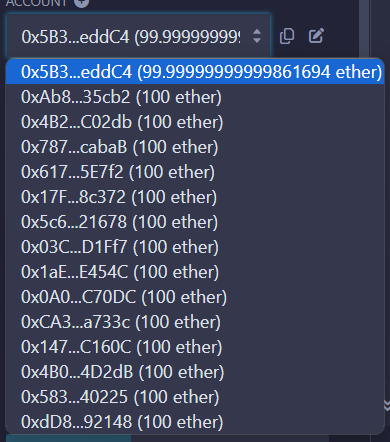 ACCOUNT
0x5B3...eddC4 (99.999999999
0x5B3...eddC4 (99.99999999999861694 ether)
0xAb8...35cb2 (100 ether)
0x4B2...C02db (100 ether)
0x787...cabaB (100 ether)
0x617...5E7f2 (100 ether)
0x17F...8c372 (100 ether)
0x5c6...21678 (100 ether)
0x03C...D1Ff7 (100 ether)
0x1aE...E454C (100 ether)
0x0A0...C70DC (100 ether)
0xCA3...a733c (100 ether)
0x147...C160C (100 ether)
0x4B0...4D2dB (100 ether)
0x583...40225 (100 ether)
0xdD8...92148 (100 ether)